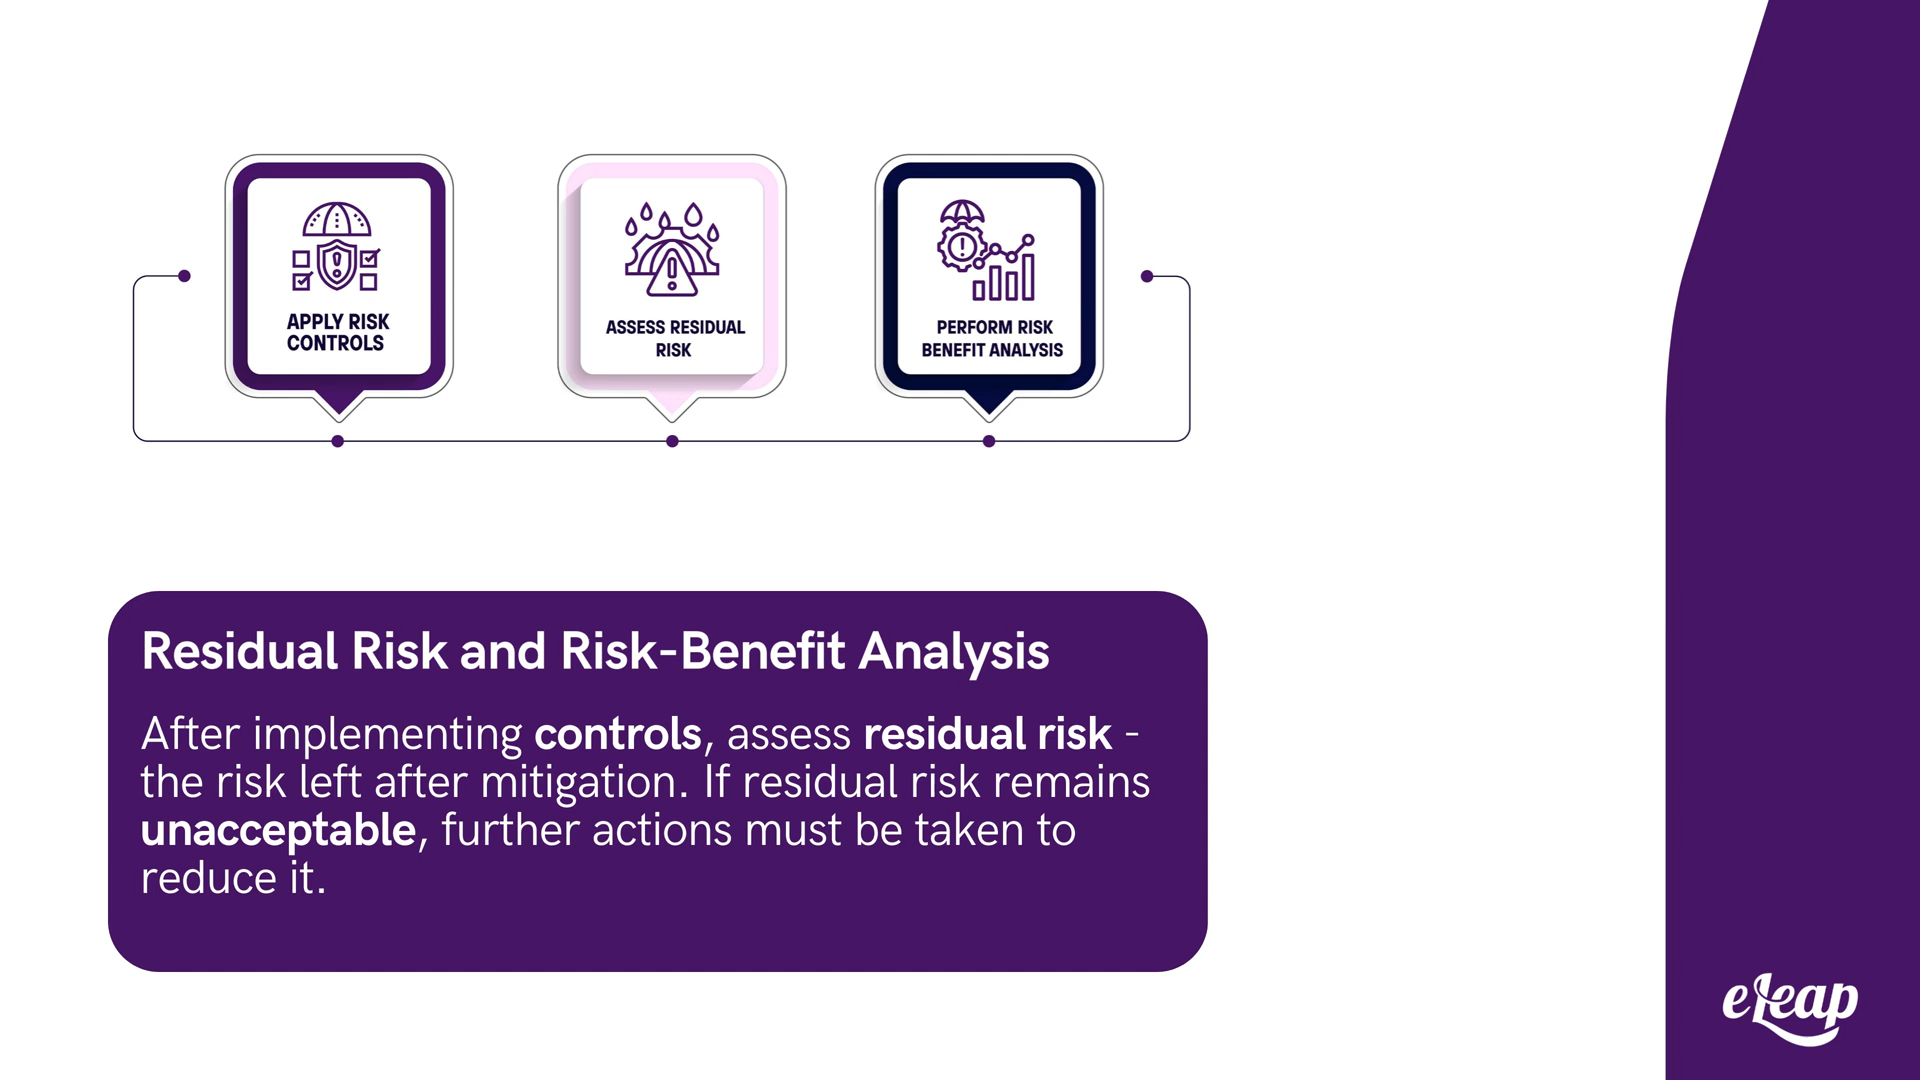 APPLY RISK
CONTROLS
ASSESS RESIDUAL
RISK
PERFORM RISK
BENEFIT ANALYSIS
Residual Risk and Risk-Benefit Analysis
After implementing controls, assess residual risk -
the risk left after mitigation. If residual risk remains
unacceptable, further actions must be taken to
reduce it.
eLeap